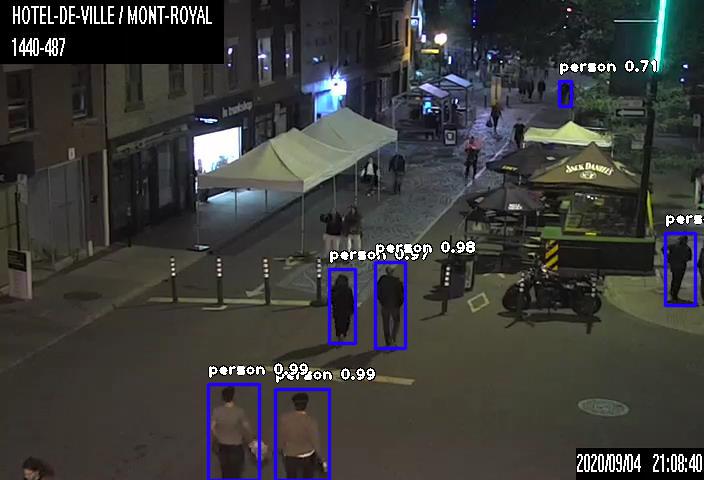 HOTEL-DE-VILLE / MONT-ROYAL
1440-487
person 0.71
JACK DANIEL'S
pers
person 0.97
person 0.98
person 0.99
person 0.99
2020/09/04 21:08:40